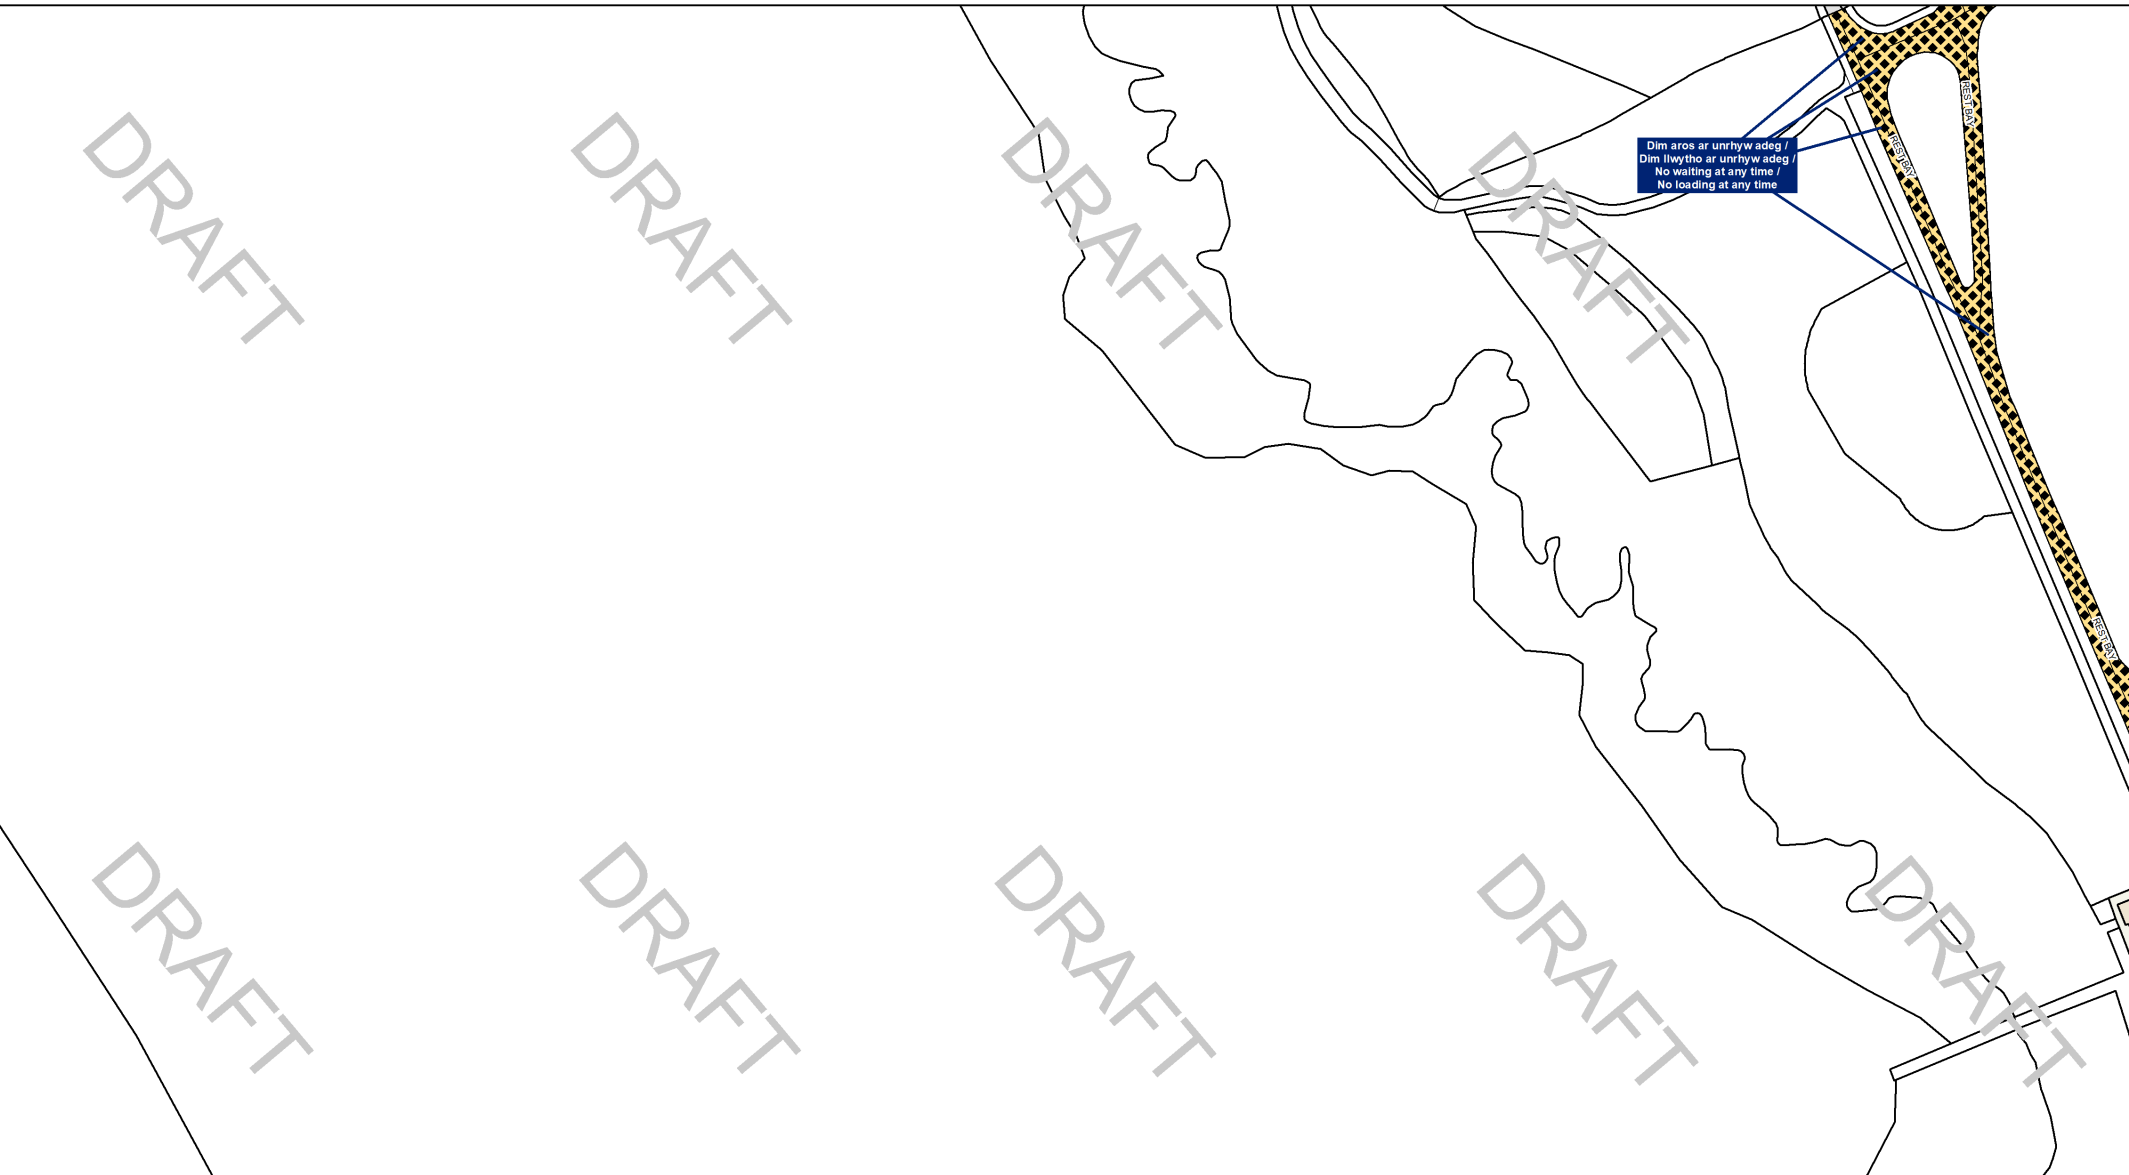 REST BAY
DRAFT
DRAFT
DRAFT
DRAFT
Dim aros ar unrhyw adeg /
Dim llwytho ar unrhyw adeg /
No waiting at any time /
No loading at any time
REST BAY
REST BAY
DRAFT
DRAFT
DRAFT
DRAFT
DRAFT